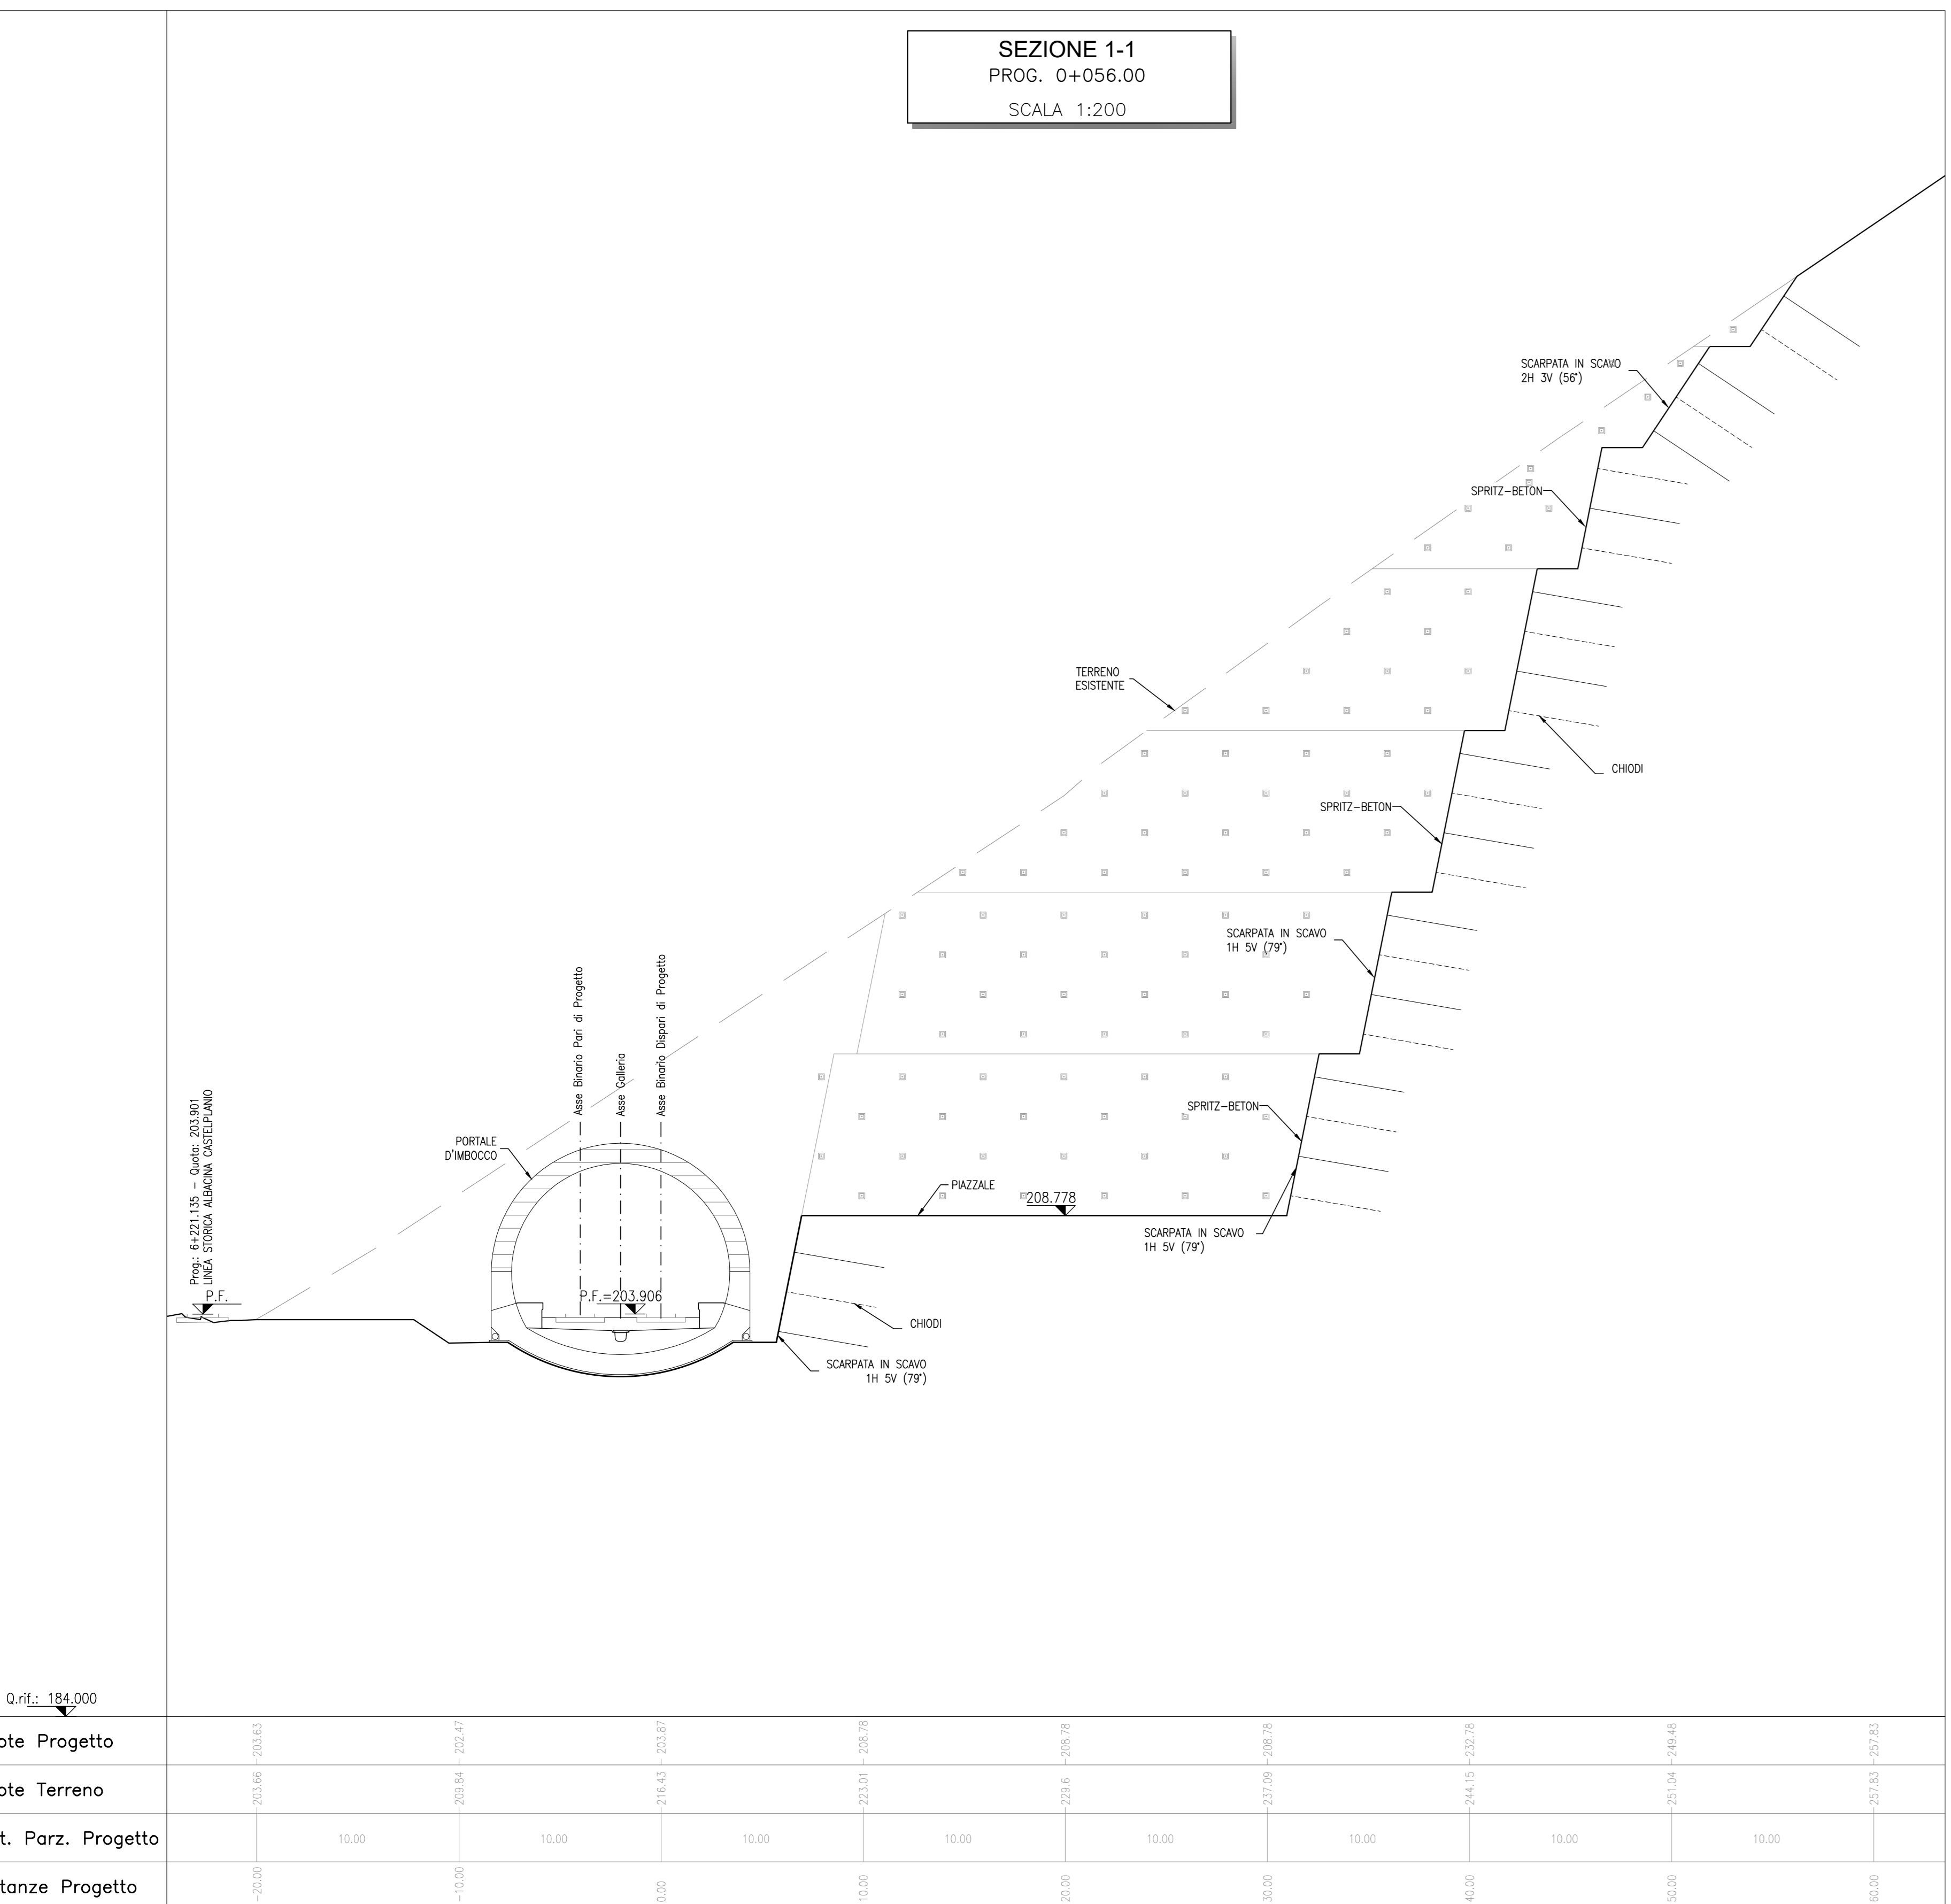 SEZIONE 1-1
PROG. 0+056.00
SCALA 1:200
SCARPATA IN SCAVO
2H 3V (56°)
SPRITZ-BETON
TERRENO
ESISTENTE
CHIODI
SPRITZ-BETON
SCARPATA IN SCAVO
1H 5V (79°)
Asse Binario Pari di Progetto
Asse Galleria
Asse Binario Dispari di Progetto
Prog.: 6+221.135 - Quota: 203.901
LINEA STORICA ALBACINA CASTELPLANIO
P.F.
PORTALE
D'IMBOCCO
SPRITZ-BETON
PIAZZALE
208.778
SCARPATA IN SCAVO
1H 5V (79°)
P.F.=203.906
CHIODI
SCARPATA IN SCAVO
1H 5V (79°)
Q.rif.: 184.000
ote Progetto
203.63
202.47
203.87
208.78
208.78
208.78
232.78
249.48
257.83
ote Terreno
203.66
209.84
216.43
223.01
229.6
237.09
244.15
251.04
257.83
t. Parz. Progetto
10.00
10.00
10.00
10.00
10.00
10.00
10.00
10.00
tanze Progetto
-20.00
-10.00
0.00
10.00
20.00
30.00
40.00
50.00
60.00